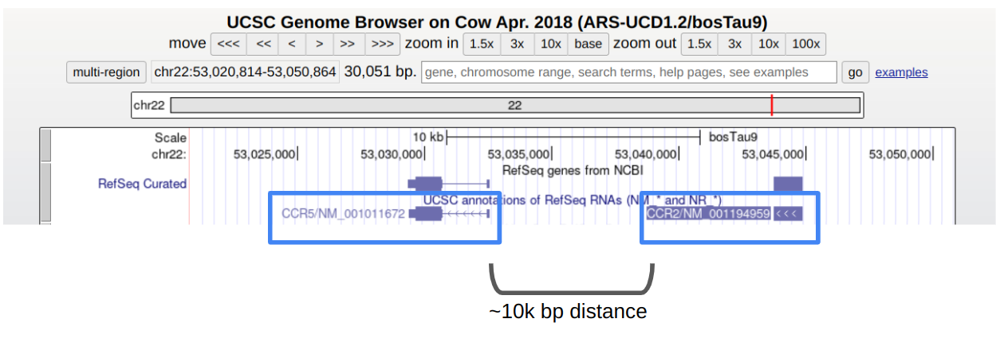 UCSC Genome Browser on Cow Apr. 2018 (ARS-UCD1.2/bosTau9)
move <<< << < > >> >>> zoom in 1.5x 3x 10x base zoom out 1.5x 3x 10x 100x
multi-region chr22:53,020,814-53,050,864 30,051 bp. gene, chromosome range, search terms, help pages, see examples go examples
chr22 22
Scale 10 kb bosTau9
chr22: 53,025,000 53,030,000 53,035,000 53,040,000 53,045,000 53,050,000
RefSeq genes from NCBI
RefSeq Curated
UCSC annotations of RefSeq RNAs (NM_* and NR_*)
CCR5/NM_001011672 CCR2/NM_001194959
~10k bp distance